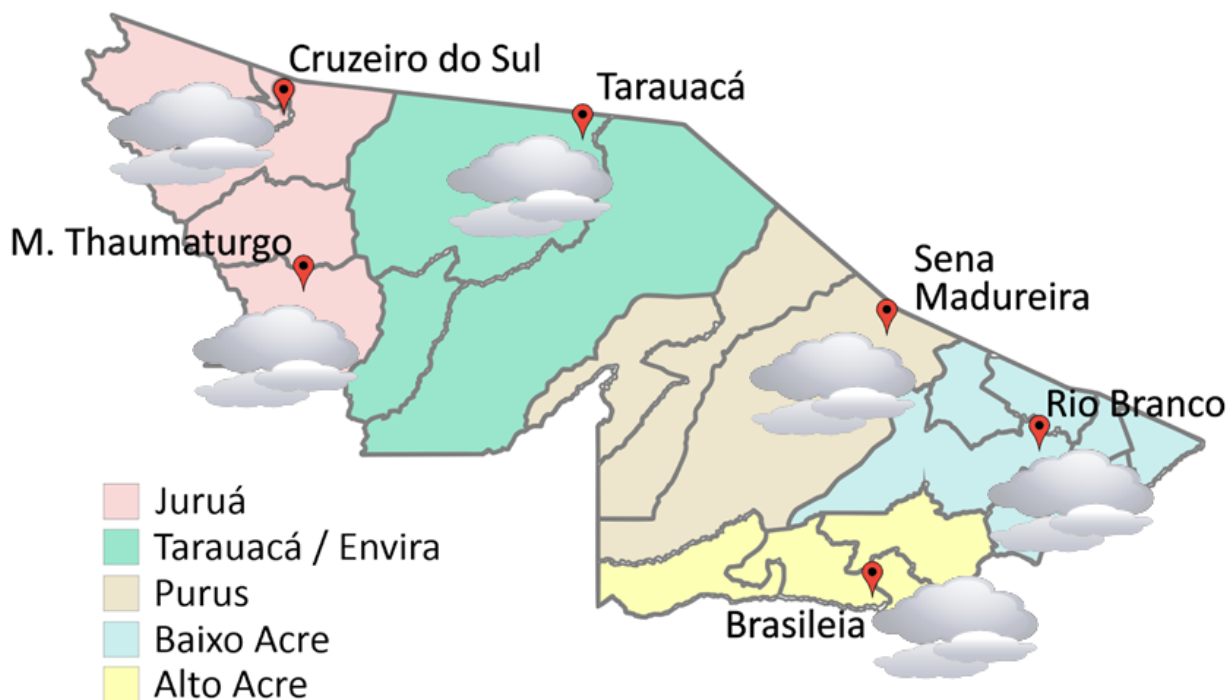 Cruzeiro do Sul
Tarauacá
M. Thaumaturgo
Sena
Madureira
Rio Branco
Brasileia
Juruá
Tarauacá / Envira
Purus
Baixo Acre
Alto Acre